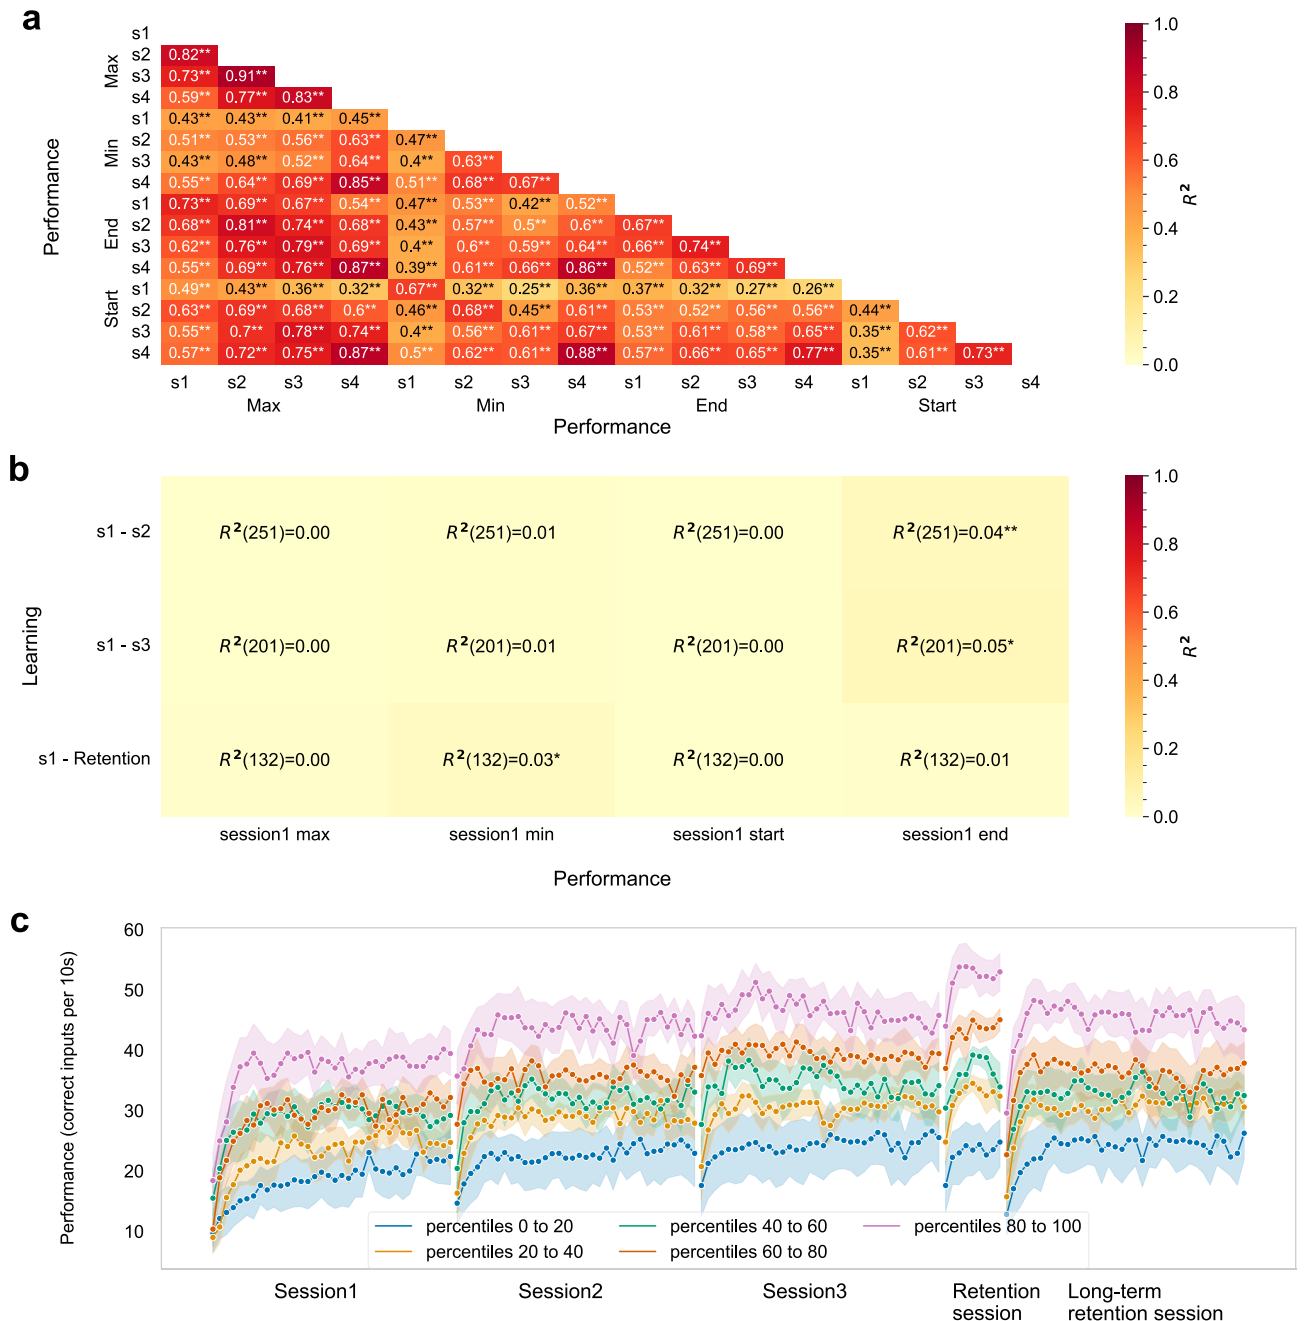 a
s1
s2 0.82**
s3 0.73** 0.91**
s4 0.59** 0.77** 0.83**
s1 0.43** 0.43** 0.41** 0.45**
s2 0.51** 0.53** 0.56** 0.63** 0.47**
s3 0.43** 0.48** 0.52** 0.64** 0.4** 0.63**
s4 0.55** 0.64** 0.69** 0.85** 0.51** 0.68** 0.67**
s1 0.73** 0.69** 0.67** 0.54** 0.47** 0.53** 0.42** 0.52**
s2 0.68** 0.81** 0.74** 0.68** 0.43** 0.57** 0.5** 0.6** 0.67**
s3 0.62** 0.76** 0.79** 0.69** 0.4** 0.6** 0.59** 0.64** 0.66** 0.74**
s4 0.55** 0.69** 0.76** 0.87** 0.39** 0.61** 0.66** 0.86** 0.52** 0.63** 0.69**
s1 0.49** 0.43** 0.36** 0.32** 0.67** 0.32** 0.25** 0.36** 0.37** 0.32** 0.27** 0.26**
s2 0.63** 0.69** 0.68** 0.6** 0.46** 0.68** 0.45** 0.61** 0.53** 0.52** 0.56** 0.56** 0.44**
s3 0.55** 0.7** 0.78** 0.74** 0.4** 0.56** 0.61** 0.67** 0.53** 0.61** 0.58** 0.65** 0.35** 0.62**
s4 0.57** 0.72** 0.75** 0.87** 0.5** 0.62** 0.61** 0.88** 0.57** 0.66** 0.65** 0.77** 0.35** 0.61** 0.73**
Max
Min
End
Start
Performance
s1 s2 s3 s4 s1 s2 s3 s4 s1 s2 s3 s4 s1 s2 s3 s4
Max Min End Start
Performance
1.0
0.8
0.6
0.4
0.2
0.0
R²
b
s1 - s2 R²(251)=0.00 R²(251)=0.01 R²(251)=0.00 R²(251)=0.04**
s1 - s3 R²(201)=0.00 R²(201)=0.01 R²(201)=0.00 R²(201)=0.05*
s1 - Retention R²(132)=0.00 R²(132)=0.03* R²(132)=0.00 R²(132)=0.01
Learning
session1 max session1 min session1 start session1 end
Performance
1.0
0.8
0.6
0.4
0.2
0.0
R²
c
60
50
40
30
20
10
Performance (correct inputs per 10s)
percentiles 0 to 20 percentiles 40 to 60 percentiles 80 to 100
percentiles 20 to 40 percentiles 60 to 80
Session1 Session2 Session3 Retention Long-term
session retention session